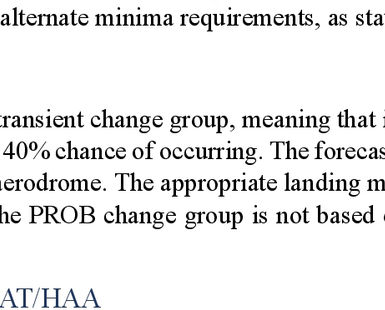 alternate minima requirements, as sta
transient change group, meaning that i
40% chance of occurring. The forecas
aerodrome. The appropriate landing m
he PROB change group is not based
AT/HAA